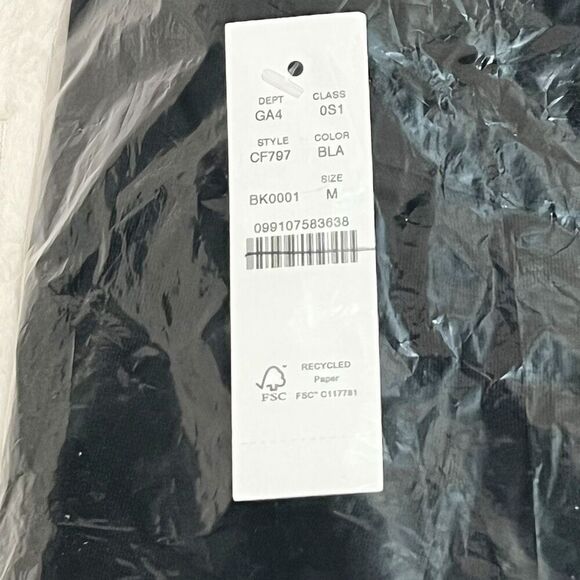 DEPT CLASS
GA4 0S1
STYLE COLOR
CF797 BLA
SIZE
BK0001 M
099107583638
RECYCLED
Paper
FSC FSC™ C117781